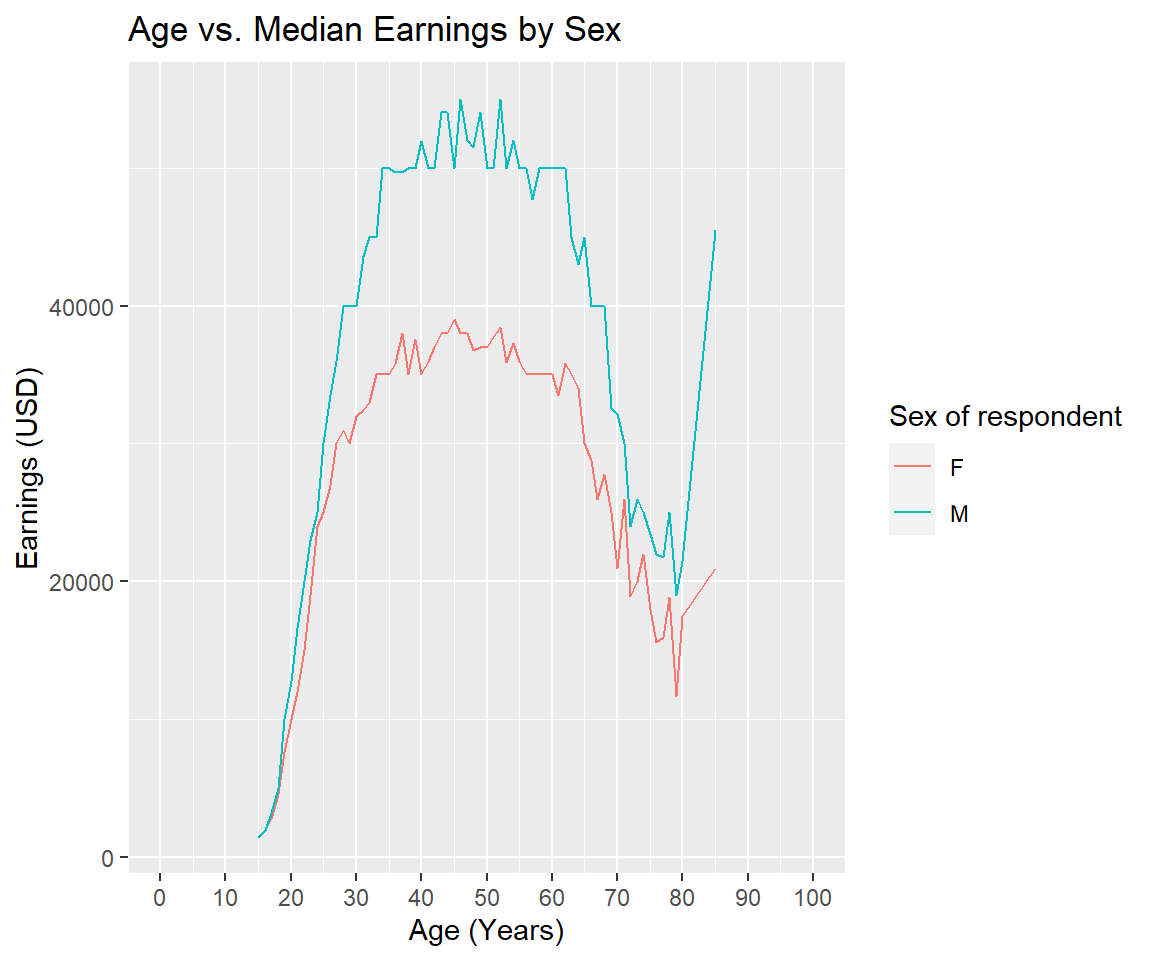 Age vs. Median Earnings by Sex
Earnings (USD)
40000
20000
0
0 10 20 30 40 50 60 70 80 90 100
Age (Years)
Sex of respondent
F
M